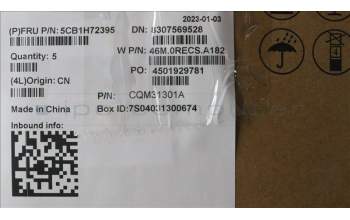 2023-01-03
(P)FRU P/N: 5CB1H72395 DN: 8307569528
W P/N: 46M.0RECS.A182
Quantity: 5
PO: 4501929781
(4L)Origin: CN
P/N: CQM31301A
Made in China Box ID:7S04031300674
Inbound info: